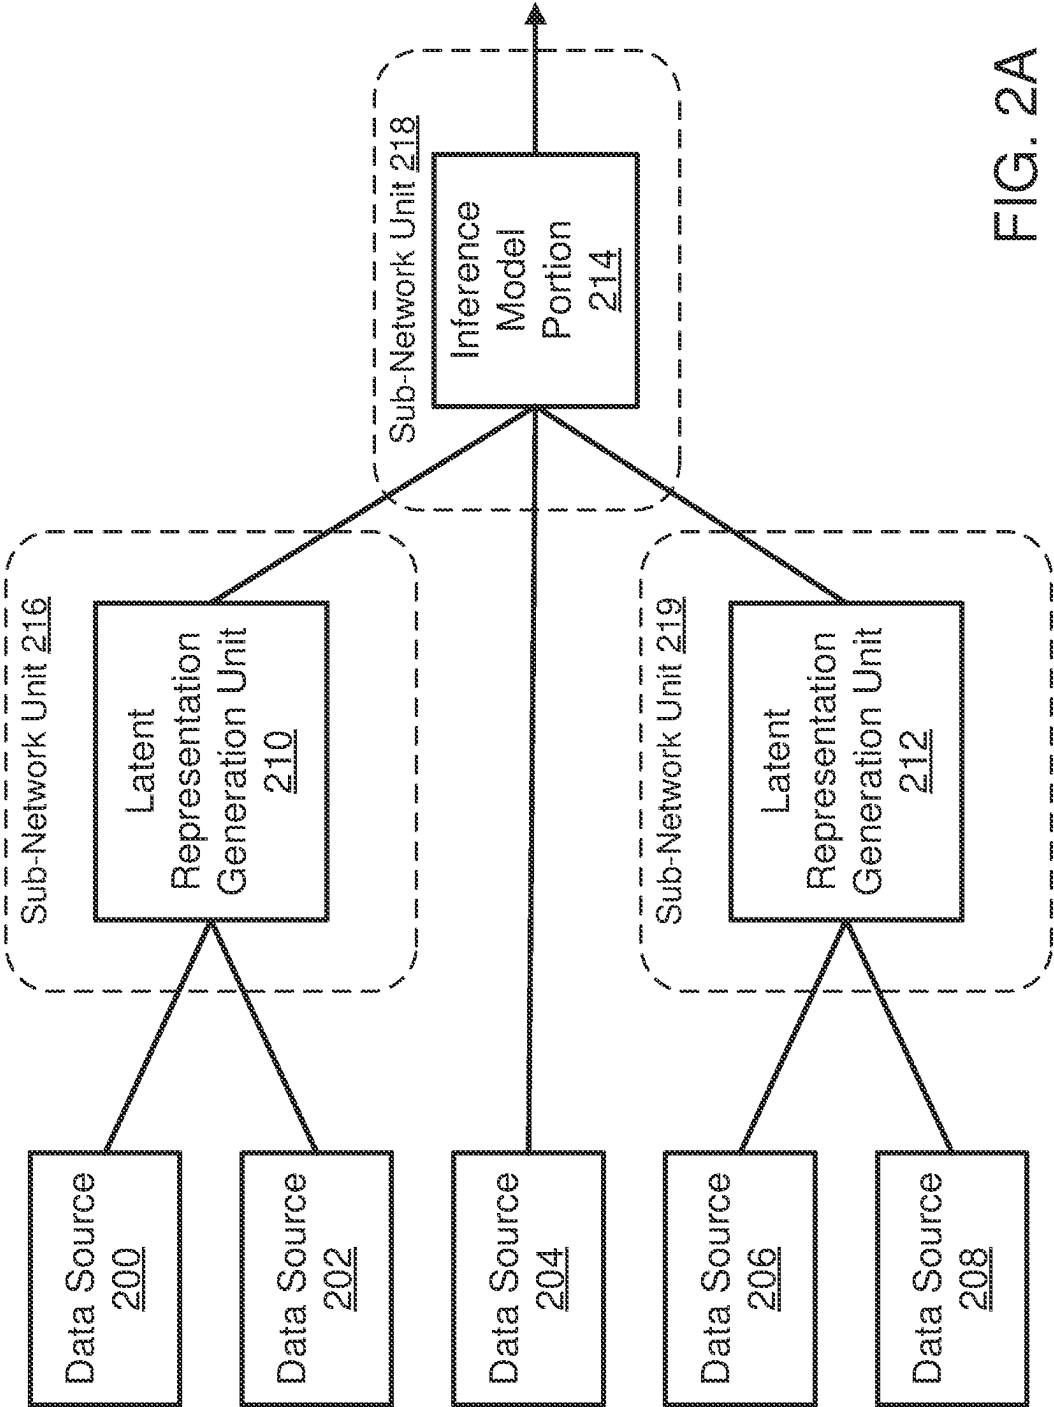 Data Source
200
Data Source
202
Data Source
204
Data Source
206
Data Source
208
Sub-Network Unit 216
Latent
Representation
Generation Unit
210
Sub-Network Unit 219
Latent
Representation
Generation Unit
212
Sub-Network Unit 218
Inference
Model
Portion
214
FIG. 2A